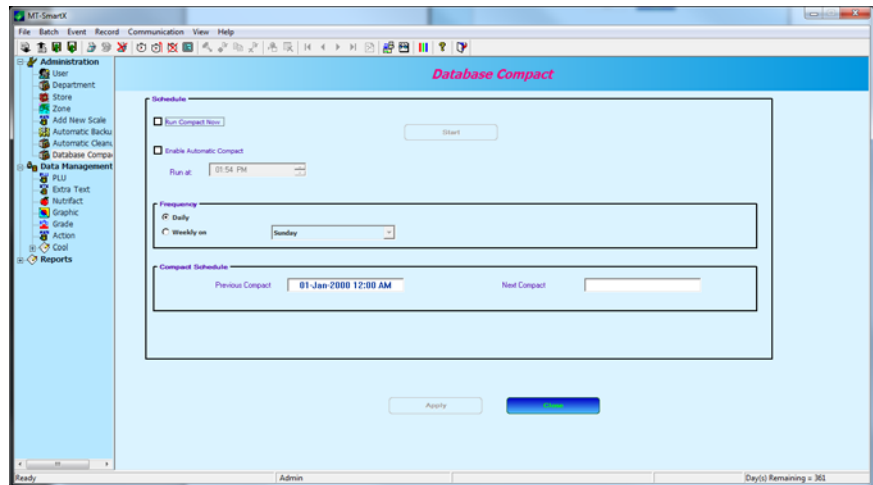 MT-SmartX
File Batch Event Record Communication View Help
Administration
User
Department
Store
Zone
Add New Scale
Automatic Backu
Automatic Cleanu
Database Compa
Data Management
PLU
Extra Text
Nutrifact
Graphic
Grade
Action
Cool
Reports
Database Compact
Schedule
Run Compact Now
Start
Enable Automatic Compact
Run at: 01:54 PM
Frequency
Daily
Weekly on Sunday
Compact Schedule
Previous Compact 01-Jan-2000 12:00 AM Next Compact
Apply Close
Ready Admin Day(s) Remaining = 361